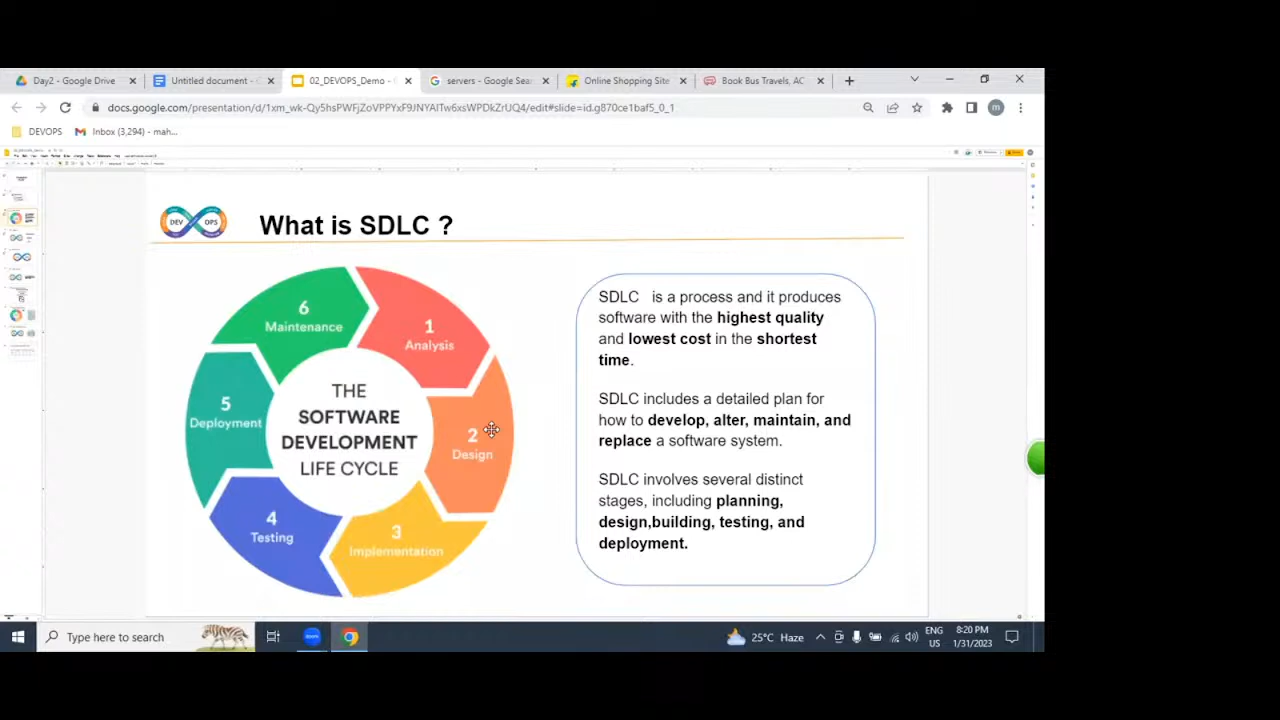 Day2 - Google Drive
Untitled document -
02_DEVOPS_Demo -
servers - Google Sea
Online Shopping Site
Book Bus Travels, AC
docs.google.com/presentation/d/1xm_wk-Qy5hsPWFjZoVPPYxF9JNYAlTw6xsWPDkZrUQ4/edit#slide=id.g870ce1baf5_0_1
m
DEVOPS
Inbox (3,294) - mah...
DEV OPS
What is SDLC ?
6
Maintenance
1
Analysis
5
Deployment
2
Design
4
Testing
3
Implementation
THE
SOFTWARE
DEVELOPMENT
LIFE CYCLE
SDLC is a process and it produces
software with the highest quality
and lowest cost in the shortest
time.
SDLC includes a detailed plan for
how to develop, alter, maintain, and
replace a software system.
SDLC involves several distinct
stages, including planning,
design,building, testing, and
deployment.
Type here to search
zoom
25°C Haze
ENG
US
8:20 PM
1/31/2023